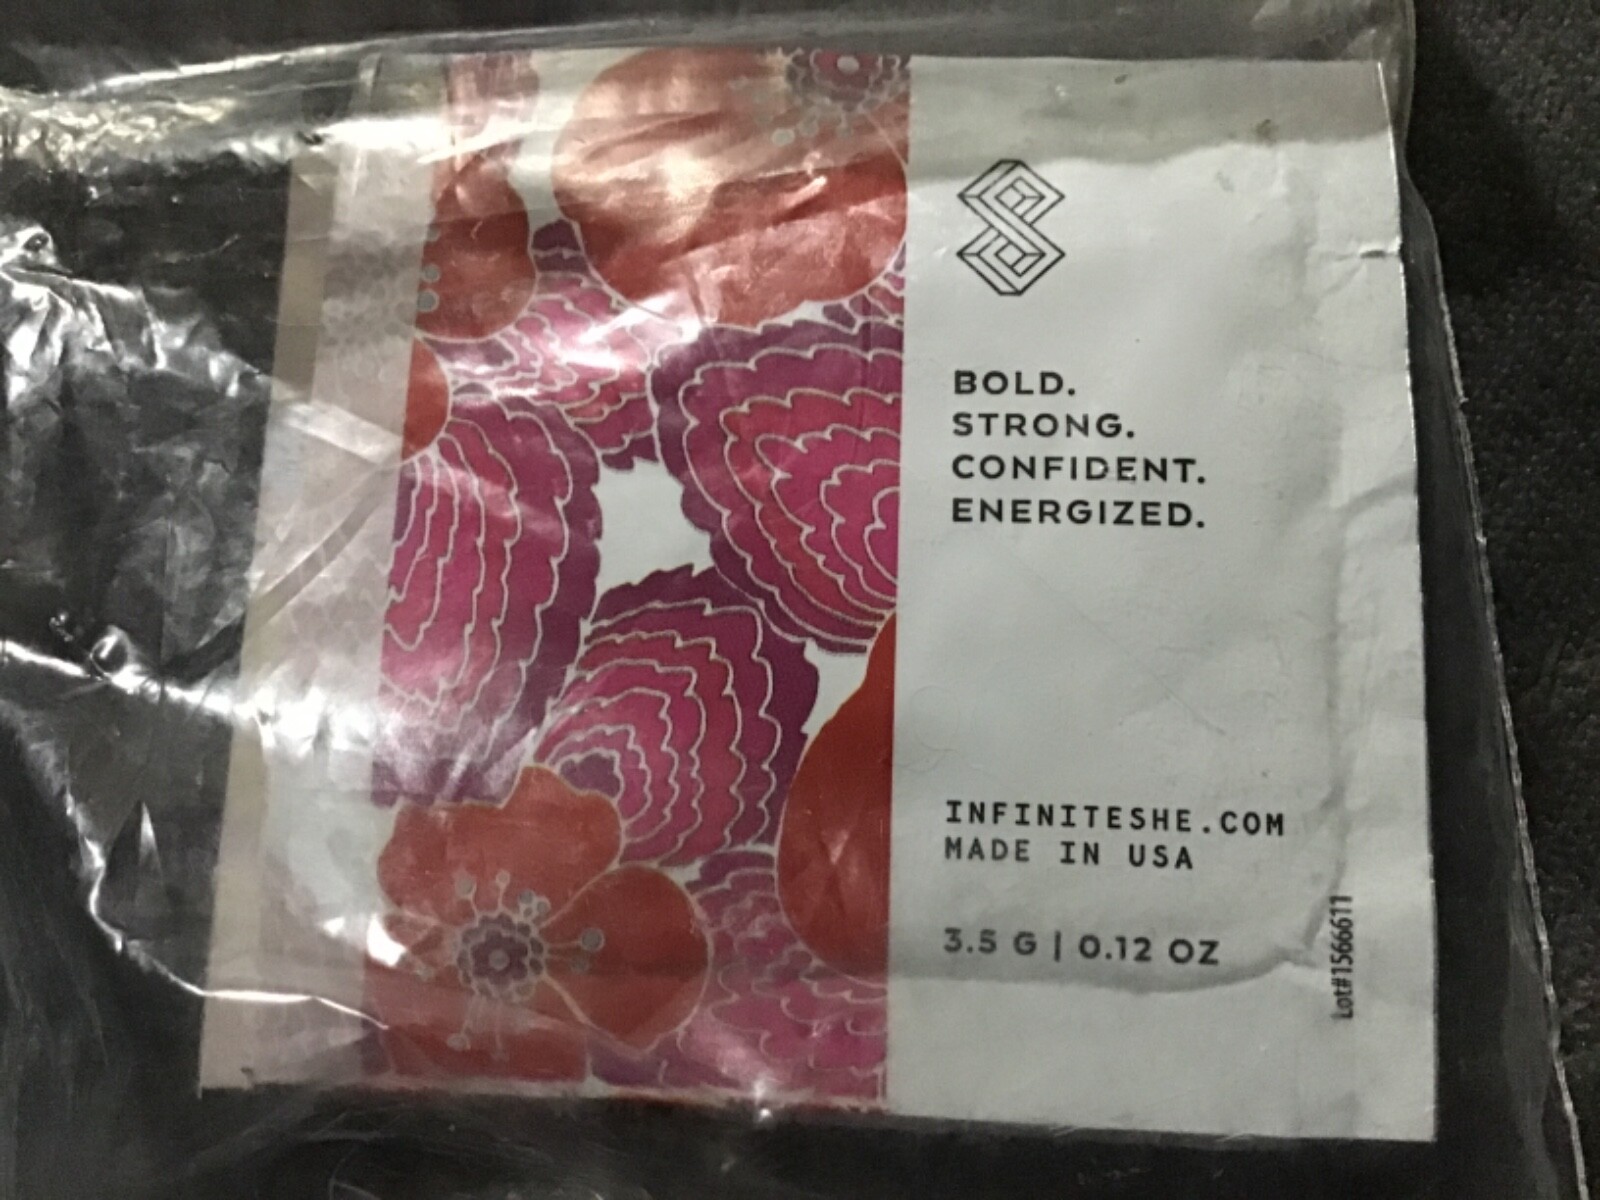 BOLD.
STRONG.
CONFIDENT.
ENERGIZED.
INFINITESHE.COM
MADE IN USA
3.5 G | 0.12 OZ
Lot#1566611